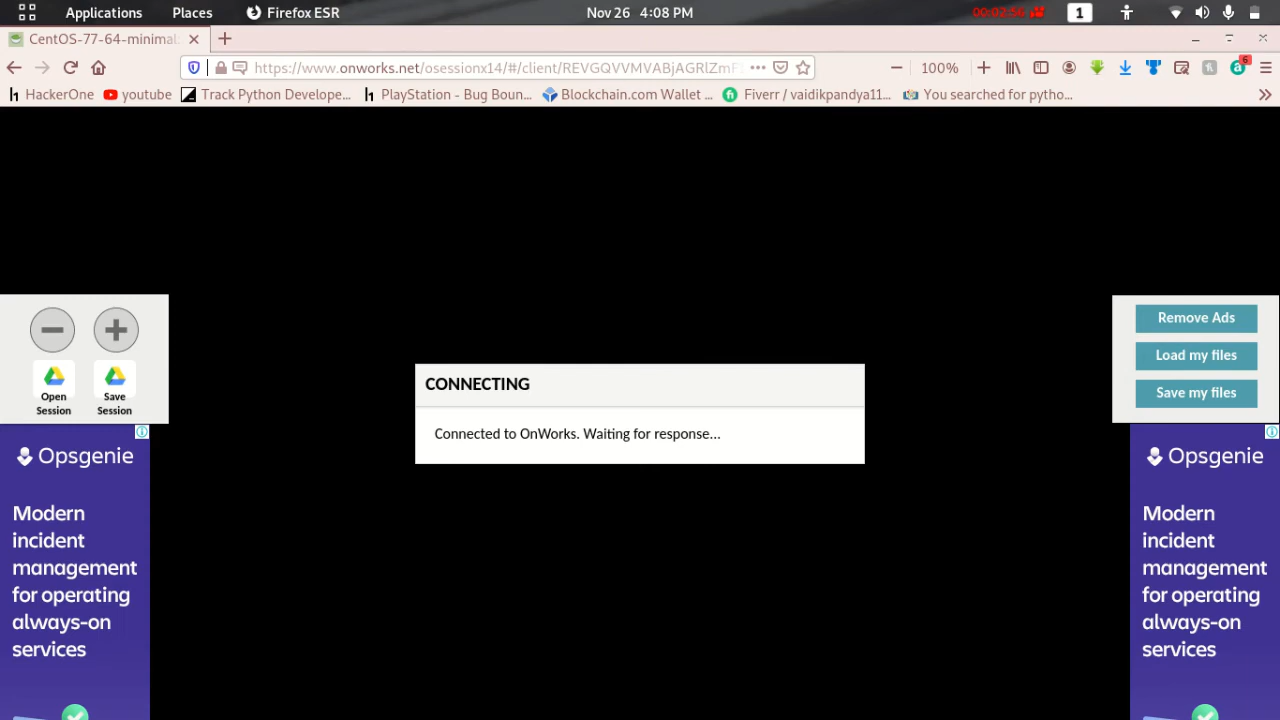 Applications Places Firefox ESR Nov 26 4:08 PM 00:02:56 1
CentOS-77-64-minimal
https://www.onworks.net/osessionx14/#/client/REVGQVVMVABjAGRlZmF 100% 6
HackerOne youtube Track Python Develope... PlayStation - Bug Boun... Blockchain.com Wallet ... Fiverr / vaidikpandya11... You searched for pytho...
Open
Session
Save
Session
Remove Ads
Load my files
Save my files
CONNECTING
Connected to OnWorks. Waiting for response...
Opsgenie
Modern
incident
management
for operating
always-on
services
Opsgenie
Modern
incident
management
for operating
always-on
services